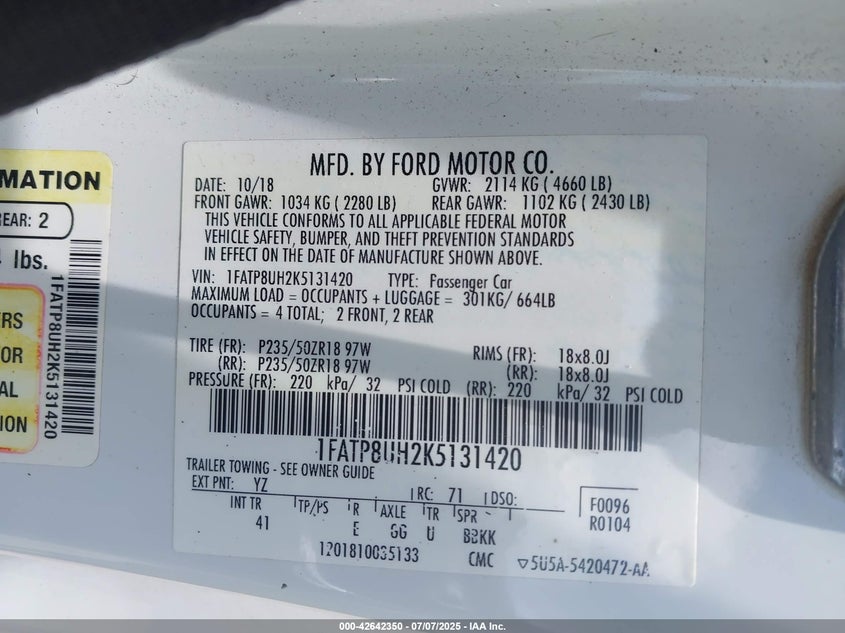 MATION
REAR: 2
lbs.
ERS
OR
AL
ION
1FATP8UH2K5131420
MFD. BY FORD MOTOR CO.
DATE: 10/18 GVWR: 2114 KG ( 4660 LB)
FRONT GAWR: 1034 KG ( 2280 LB) REAR GAWR: 1102 KG ( 2430 LB)
THIS VEHICLE CONFORMS TO ALL APPLICABLE FEDERAL MOTOR
VEHICLE SAFETY, BUMPER, AND THEFT PREVENTION STANDARDS
IN EFFECT ON THE DATE OF MANUFACTURE SHOWN ABOVE.
VIN: 1FATP8UH2K5131420 TYPE: Passenger Car
MAXIMUM LOAD = OCCUPANTS + LUGGAGE = 301KG/ 664LB
OCCUPANTS = 4 TOTAL; 2 FRONT, 2 REAR
TIRE (FR): P235/50ZR18 97W RIMS (FR): 18x8.0J
(RR): P235/50ZR18 97W (RR): 18x8.0J
PRESSURE (FR): 220 kPa/ 32 PSI COLD (RR): 220 kPa/ 32 PSI COLD
1FATP8UH2K5131420
TRAILER TOWING - SEE OWNER GUIDE
EXT PNT: YZ RC: 71 DSO:
F0096
R0104
INT TR TP/PS R AXLE TR SPR
41 E GG U BBKK
1201810035133 CMC ▽5U5A-5420472-AA
000-42642350 / 07/07/2025 - IAA Inc.